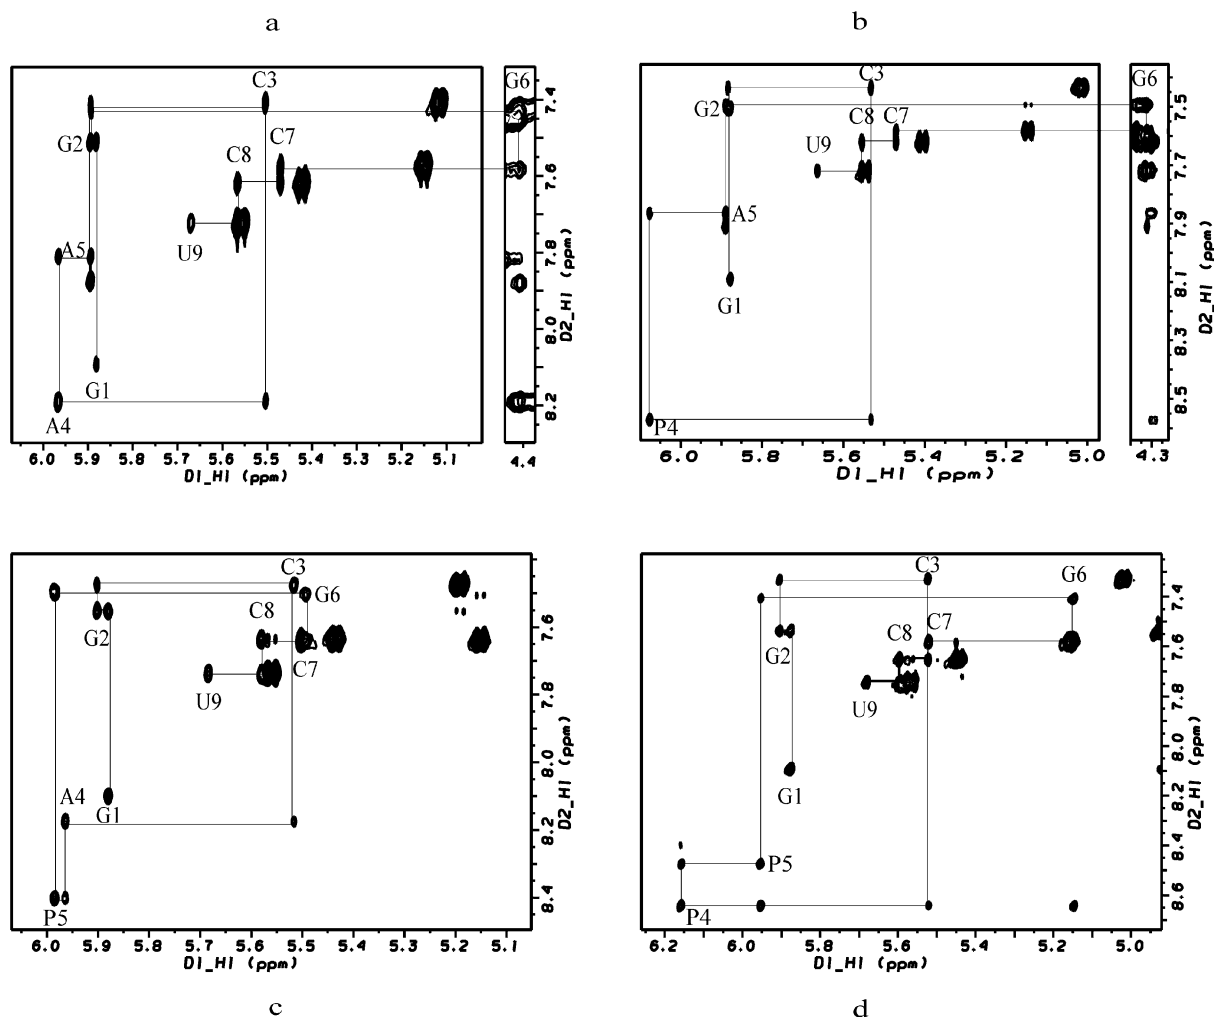 a
b
C3
G6
7.4
G2
C7
C8
7.6
U9
A5
7.8
D2_H1 (ppm)
8.0
G1
8.2
A4
6.0 5.9 5.7 5.6 5.5 5.3 5.2 5.1 4.4
D1_H1 (ppm)
C3
G6
7.5
G2
C8 C7
U9
7.7
A5
7.9
G1
8.1
D2_H1 (ppm)
8.3
8.5
P4
6.0 5.8 5.6 5.4 5.2 5.0 4.3
D1_H1 (ppm)
C3
G6
7.4
C8
G2
7.6
C7
U9
7.8
D2_H1 (ppm)
8.0
A4
G1
8.2
8.4
P5
6.0 5.9 5.7 5.6 5.5 5.3 5.2 5.1
D1_H1 (ppm)
C3
G6
7.4
C7
C8
G2
7.6
U9
7.8
D2_H1 (ppm)
8.0
G1
8.2
8.4
P5
8.6
P4
6.2 6.0 5.8 5.6 5.4 5.2 5.0
D1_H1 (ppm)
c
d